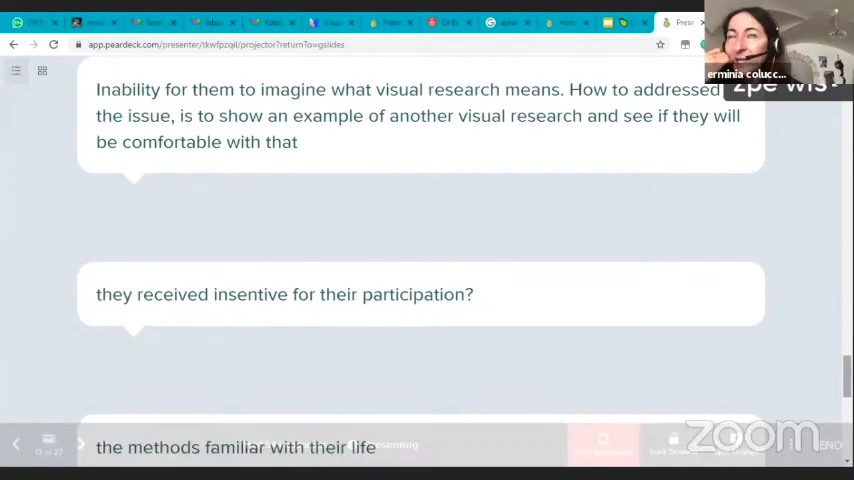 app.peardeck.com/presenter/tkwfpzqil/projector?returnTo=gslides
erminia colucc...
Inability for them to imagine what visual research means. How to addressed
the issue, is to show an example of another visual research and see if they will
be comfortable with that
they received insentive for their participation?
the methods familiar with their life
Presenting
zoom